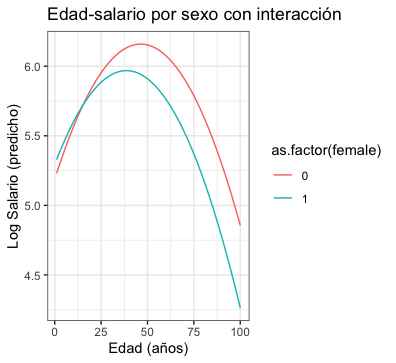 Edad-salario por sexo con interacción
Log Salario (predicho)
6.0
5.5
5.0
4.5
0 25 50 75 100
Edad (años)
as.factor(female)
0
1